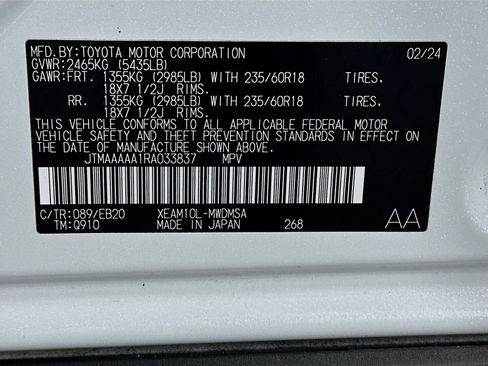 MFD.BY:TOYOTA MOTOR CORPORATION 02/24
GVWR:2465KG (5435LB)
GAWR:FRT. 1355KG (2985LB) WITH 235/60R18 TIRES.
18X7 1/2J RIMS.
RR. 1355KG (2985LB) WITH 235/60R18 TIRES.
18X7 1/2J RIMS.
THIS VEHICLE CONFORMS TO ALL APPLICABLE FEDERAL MOTOR
VEHICLE SAFETY AND THEFT PREVENTION STANDARDS IN EFFECT ON
THE DATE OF MANUFACTURE SHOWN ABOVE.
JTMAAAAA1RA033837 MPV
C/TR:089/EB20 XEAM10L-MWDMSA AA
TM:Q910 MADE IN JAPAN 268